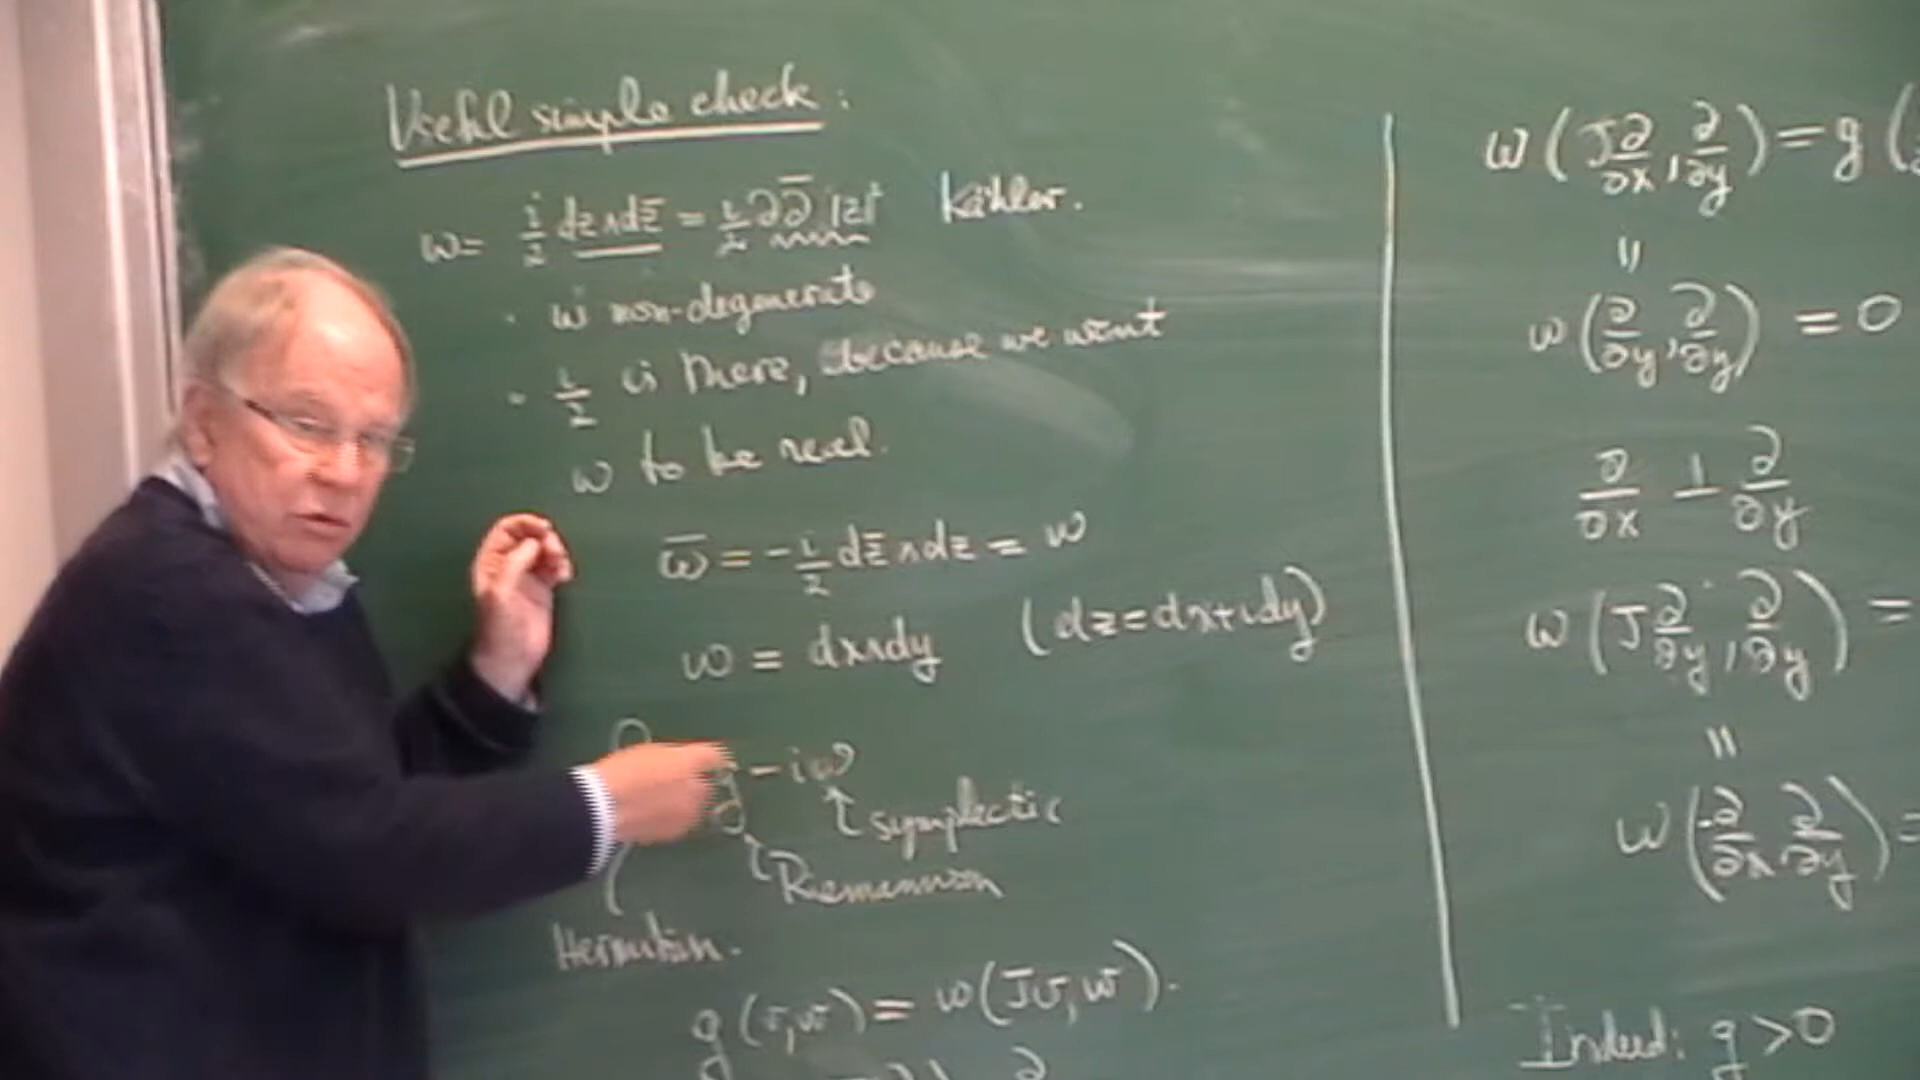 Useful simple check:
ω = i/2 dz∧dz̄ = i/2 ∂∂̄ |z|² Kähler.
· ω non-degenerate
· i/2 is there, because we want
ω to be real.
ω̄ = - i/2 dz̄∧dz = ω
ω = dx∧dy (dz=dx+idy)
g - iω
↑ symplectic
↑ Riemannian
Hermitian.
g(v,w) = ω(Jv,w).
ω(J∂/∂x, ∂/∂y) = g(
॥
ω(∂/∂y, ∂/∂y) = 0
∂/∂x ⊥ ∂/∂y
ω(J∂/∂y, ∂/∂y) =
॥
ω(-∂/∂x, ∂/∂y) =
Indeed: g > 0